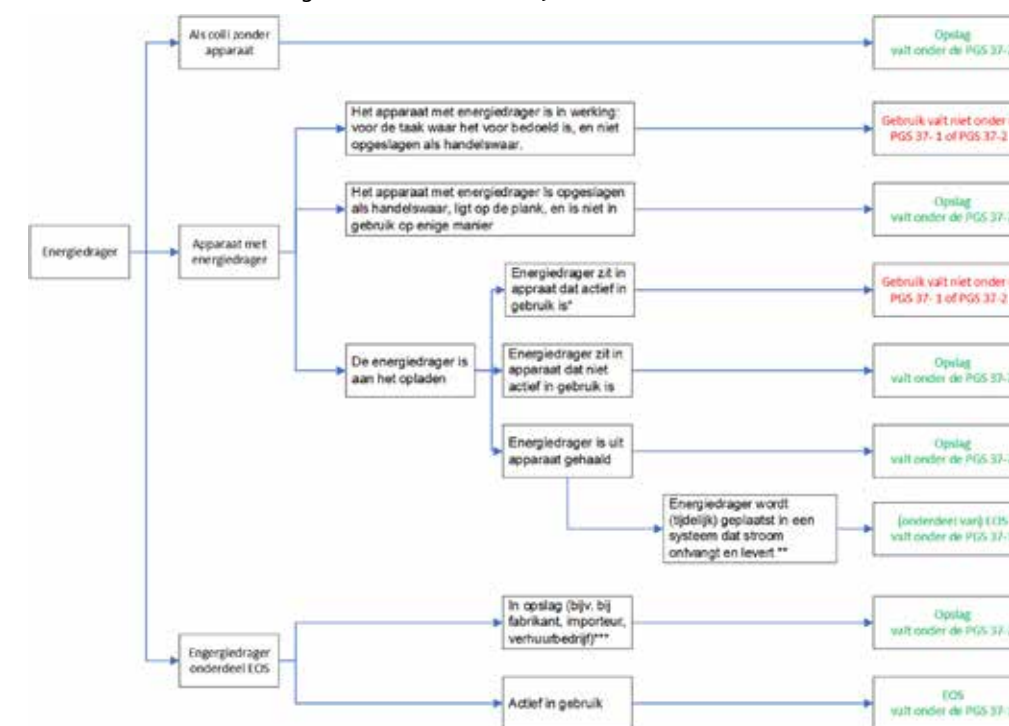 Als colli zonder
apparaat
Opslag
valt onder de PGS 37-2
Het apparaat met energiedrager is in werking:
voor de taak waar het voor bedoeld is, en niet
opgeslagen als handelswaar.
Gebruik valt niet onder
PGS 37- 1 of PGS 37-2
Het apparaat met energiedrager is opgeslagen
als handelswaar, ligt op de plank, en is niet in
gebruik op enige manier
Opslag
valt onder de PGS 37-2
Energiedrager
Apparaat met
energiedrager
Energiedrager zit in
appraat dat actief in
gebruik is*
Gebruik valt niet onder
PGS 37- 1 of PGS 37-2
De energiedrager is
aan het opladen
Energiedrager zit in
apparaat dat niet
actief in gebruik is
Opslag
valt onder de PGS 37-2
Energiedrager is uit
apparaat gehaald
Opslag
valt onder de PGS 37-2
Energiedrager wordt
(tijdelijk) geplaatst in een
systeem dat stroom
ontvangt en levert **
(onderdeel van) EOS
valt onder de PGS 37-1
In opslag (bijv. bij
fabrikant, importeur,
verhuurbedrijf)***
Opslag
valt onder de PGS 37-2
Engergiedrager
onderdeel EOS
Actief in gebruik
EOS
valt onder de PGS 37-1